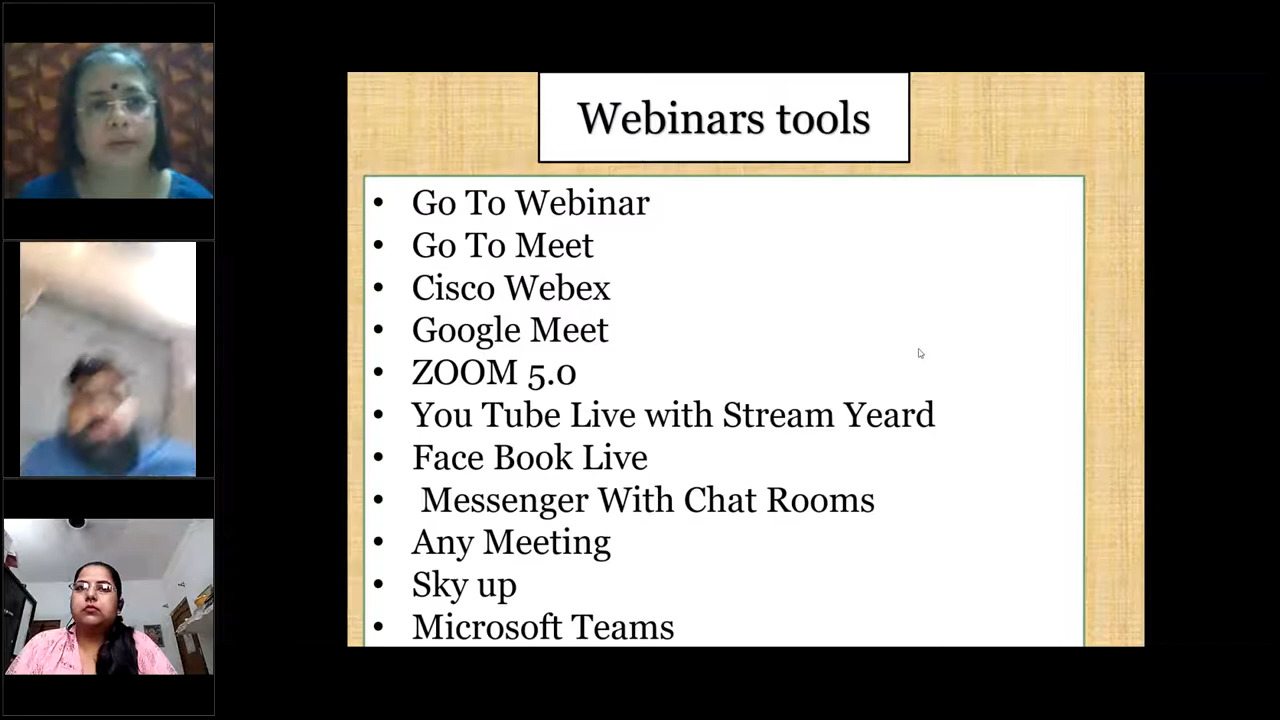 Webinars tools
• Go To Webinar
• Go To Meet
• Cisco Webex
• Google Meet
• ZOOM 5.0
• You Tube Live with Stream Yeard
• Face Book Live
• Messenger With Chat Rooms
• Any Meeting
• Sky up
• Microsoft Teams